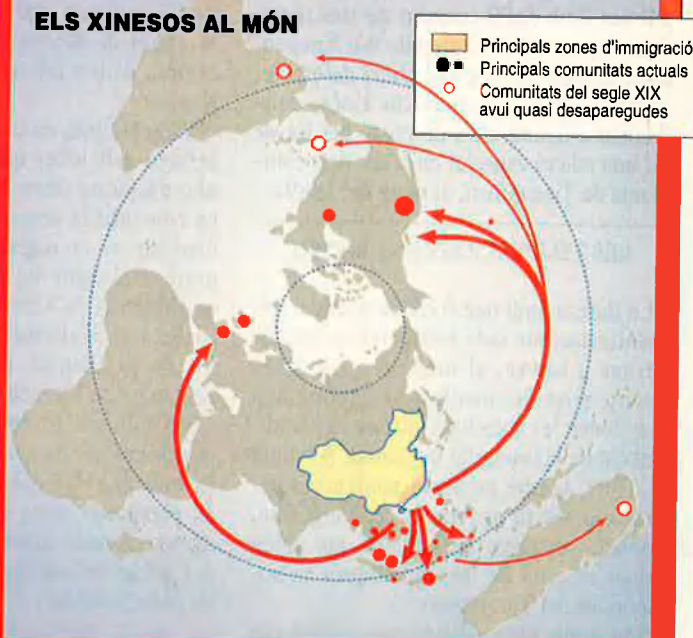 ELS XINESOS AL MÓN
Principals zones d'immigració
Principals comunitats actuals
Comunitats del segle XIX
avui quasi desaparegudes